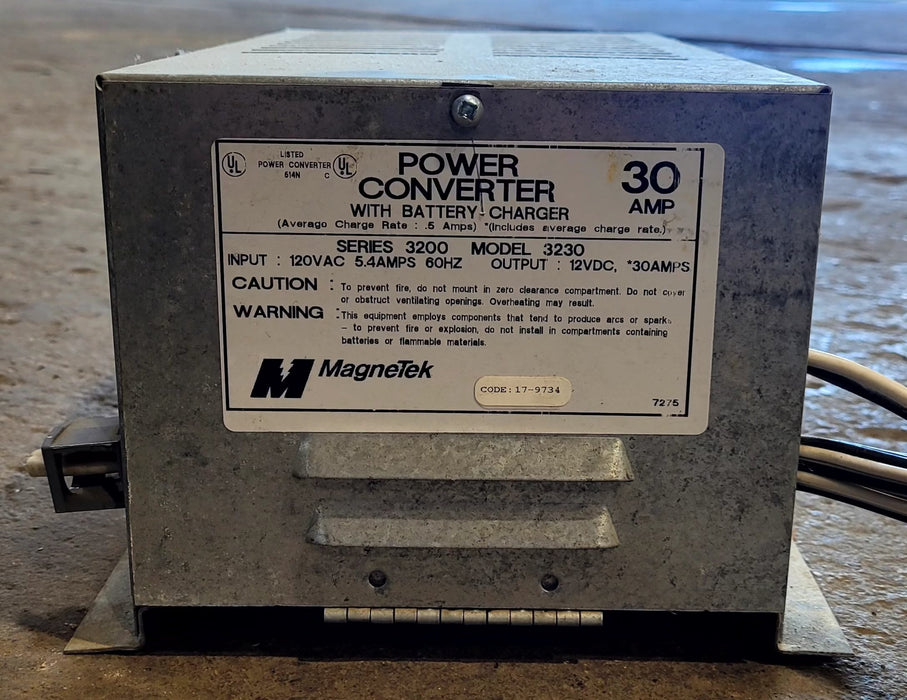 UL
LISTED
POWER CONVERTER
614N C
UL
POWER
CONVERTER
30
AMP
WITH BATTERY-CHARGER
(Average Charge Rate : .5 Amps) *(Includes average charge rate.)
SERIES 3200 MODEL 3230
INPUT : 120VAC 5.4AMPS 60HZ OUTPUT : 12VDC, *30AMPS
CAUTION : To prevent fire, do not mount in zero clearance compartment. Do not cover
or obstruct ventilating openings. Overheating may result.
WARNING : This equipment employs components that tend to produce arcs or sparks
- to prevent fire or explosion, do not install in compartments containing
batteries or flammable materials.
M MagneTek
CODE: 17-9734
7275